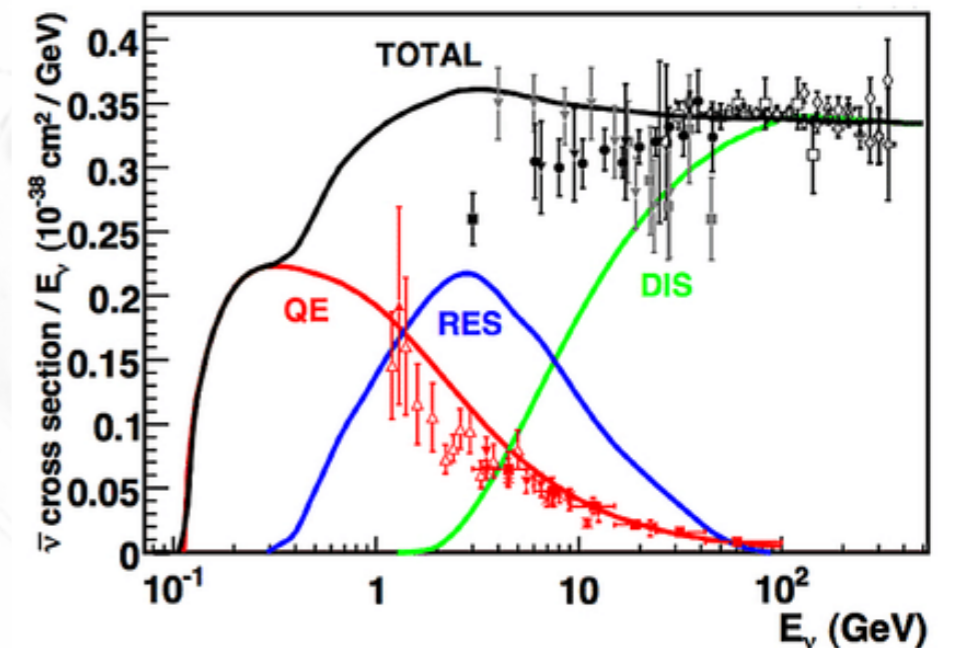 ν̅ cross section / Eν (10⁻³⁸ cm² / GeV)
0.4
0.35
0.3
0.25
0.2
0.15
0.1
0.05
0
TOTAL
QE
RES
DIS
10⁻¹ 1 10 10²
Eν (GeV)